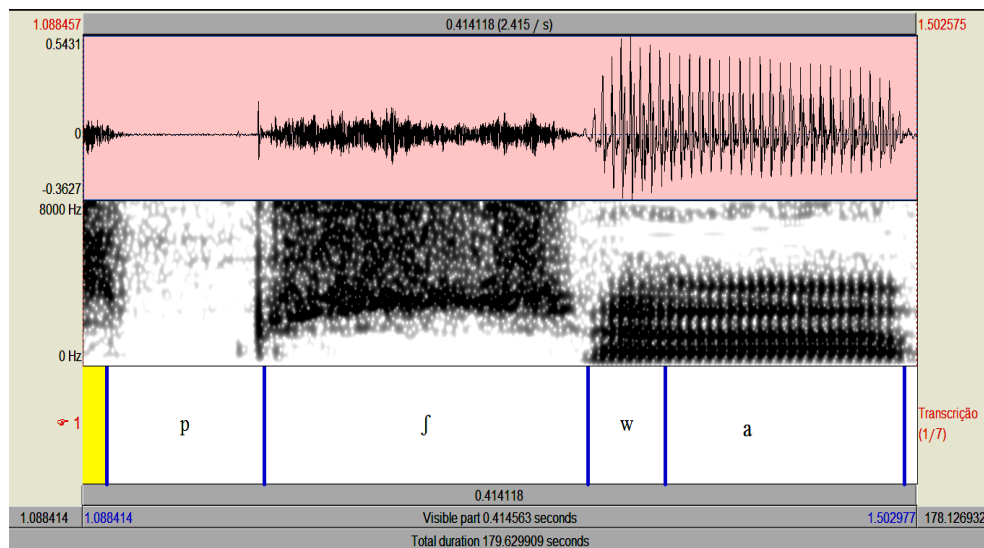 1.088457 0.414118 (2.415 / s) 1.502575
0.5431
0
-0.3627
8000 Hz
0 Hz
☞ 1 p ʃ w a Transcrição
(1/7)
0.414118
1.088414 1.088414 Visible part 0.414563 seconds 1.502977 178.126932
Total duration 179.629909 seconds